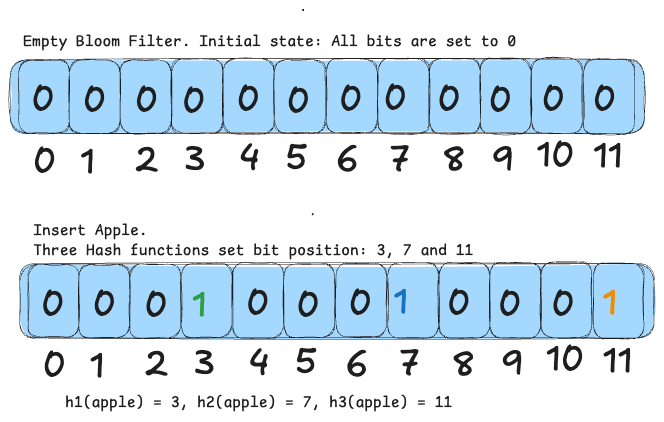 Empty Bloom Filter. Initial state: All bits are set to 0
0 0 0 0 0 0 0 0 0 0 0 0
0 1 2 3 4 5 6 7 8 9 10 11
Insert Apple.
Three Hash functions set bit position: 3, 7 and 11
0 0 0 1 0 0 0 1 0 0 0 1
0 1 2 3 4 5 6 7 8 9 10 11
h1(apple) = 3, h2(apple) = 7, h3(apple) = 11